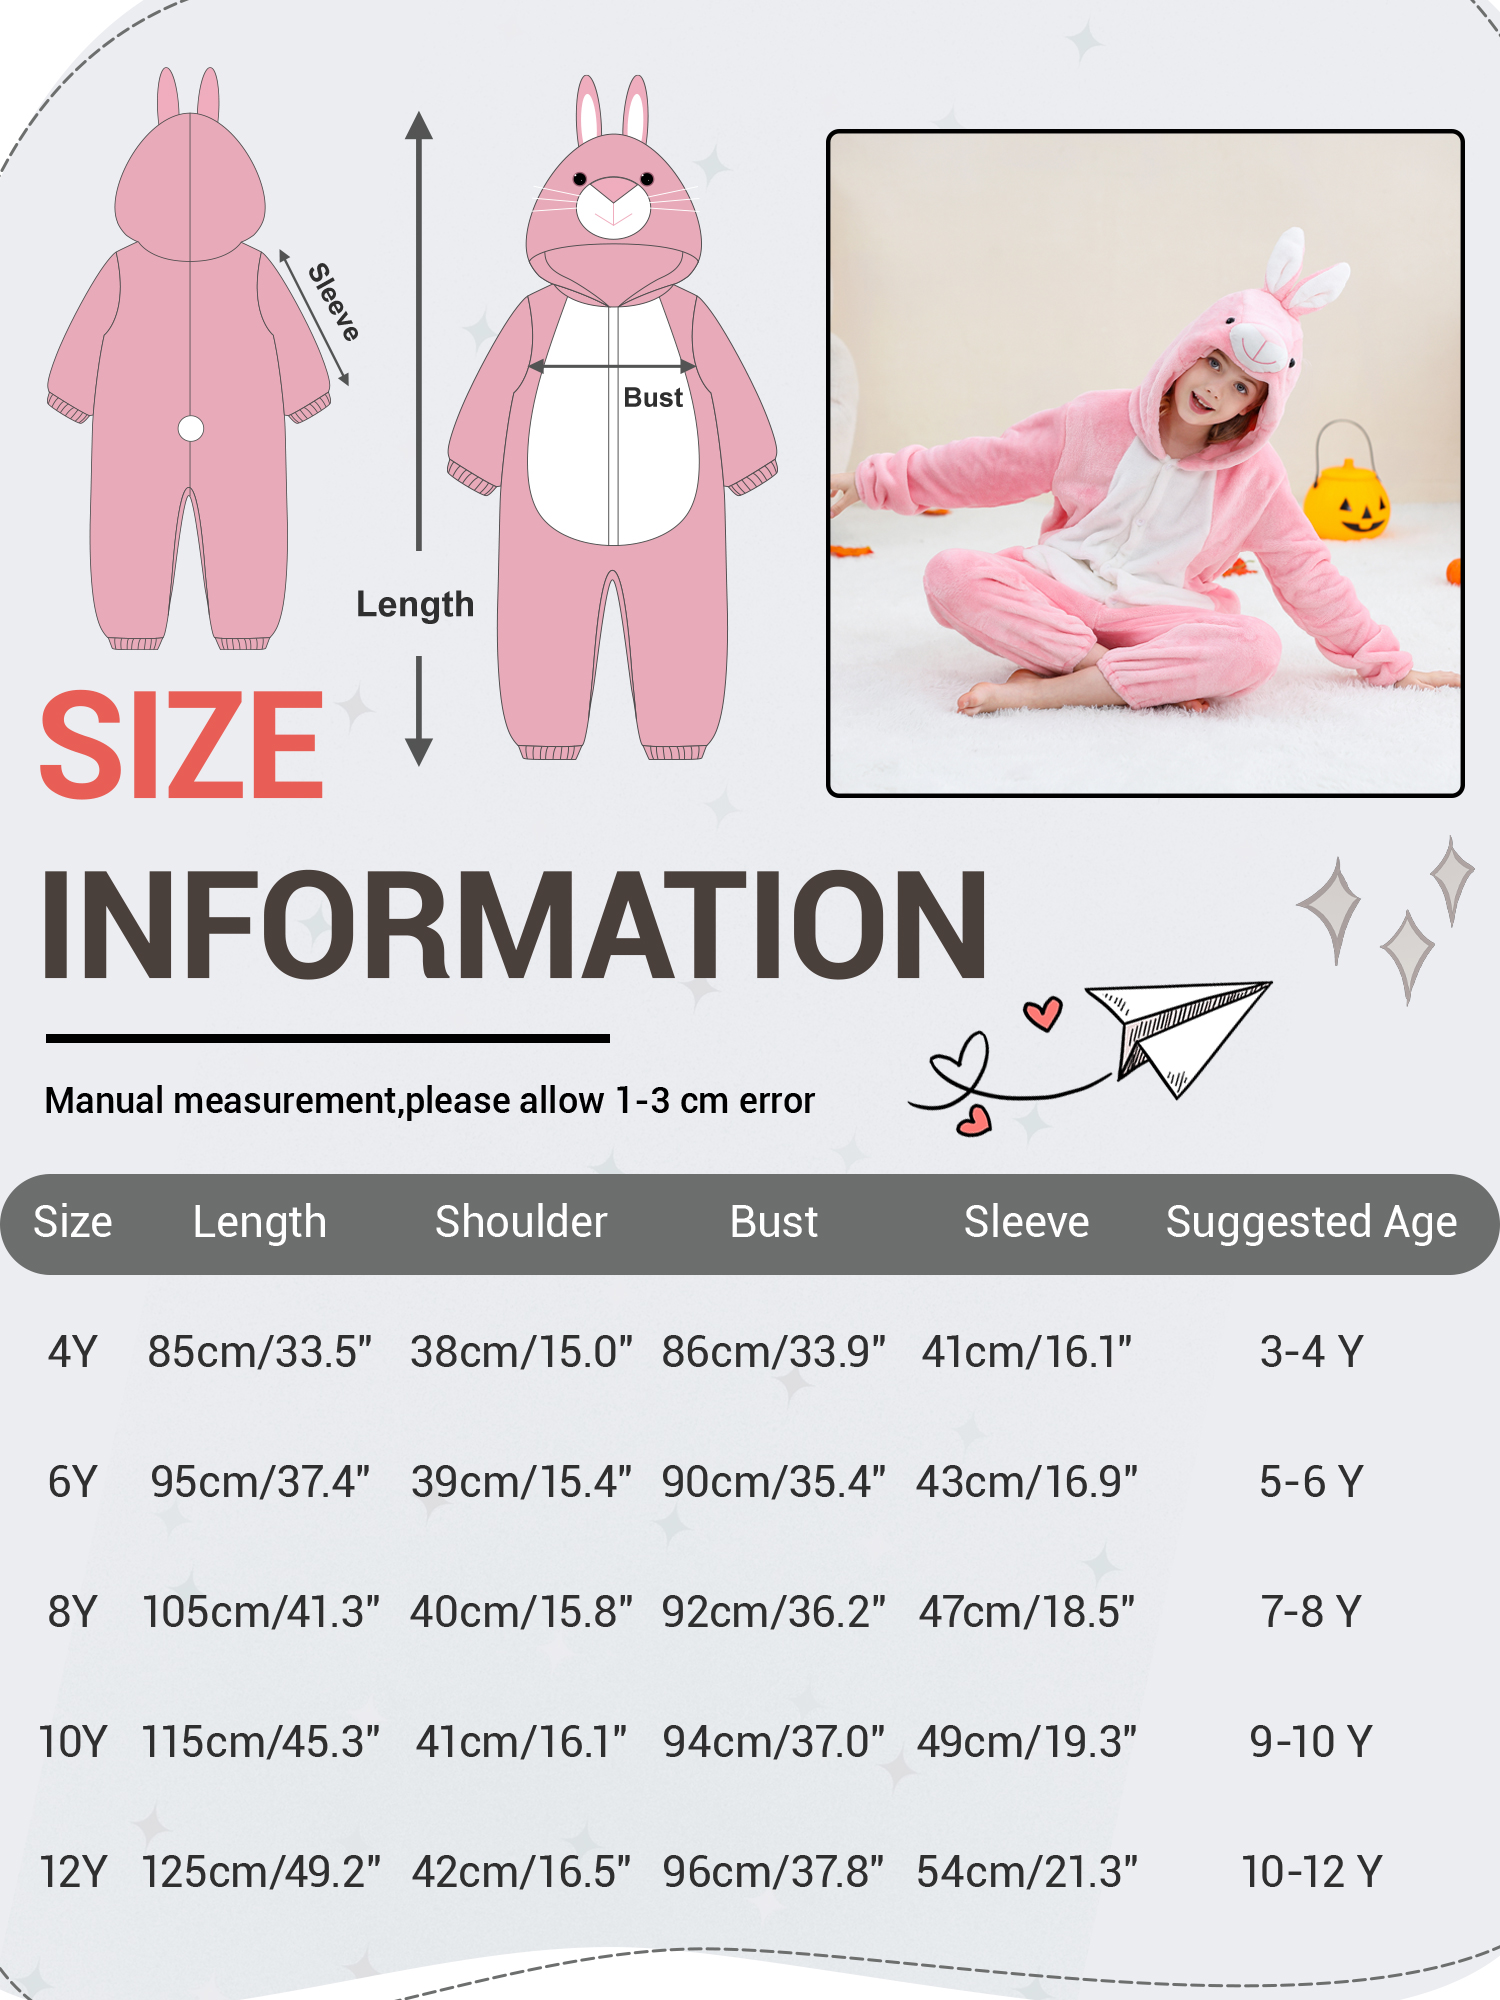 Sleeve
Bust
Length
SIZE
INFORMATION
Manual measurement,please allow 1-3 cm error
Size Length Shoulder Bust Sleeve Suggested Age
4Y 85cm/33.5" 38cm/15.0" 86cm/33.9" 41cm/16.1" 3-4 Y
6Y 95cm/37.4" 39cm/15.4" 90cm/35.4" 43cm/16.9" 5-6 Y
8Y 105cm/41.3" 40cm/15.8" 92cm/36.2" 47cm/18.5" 7-8 Y
10Y 115cm/45.3" 41cm/16.1" 94cm/37.0" 49cm/19.3" 9-10 Y
12Y 125cm/49.2" 42cm/16.5" 96cm/37.8" 54cm/21.3" 10-12 Y